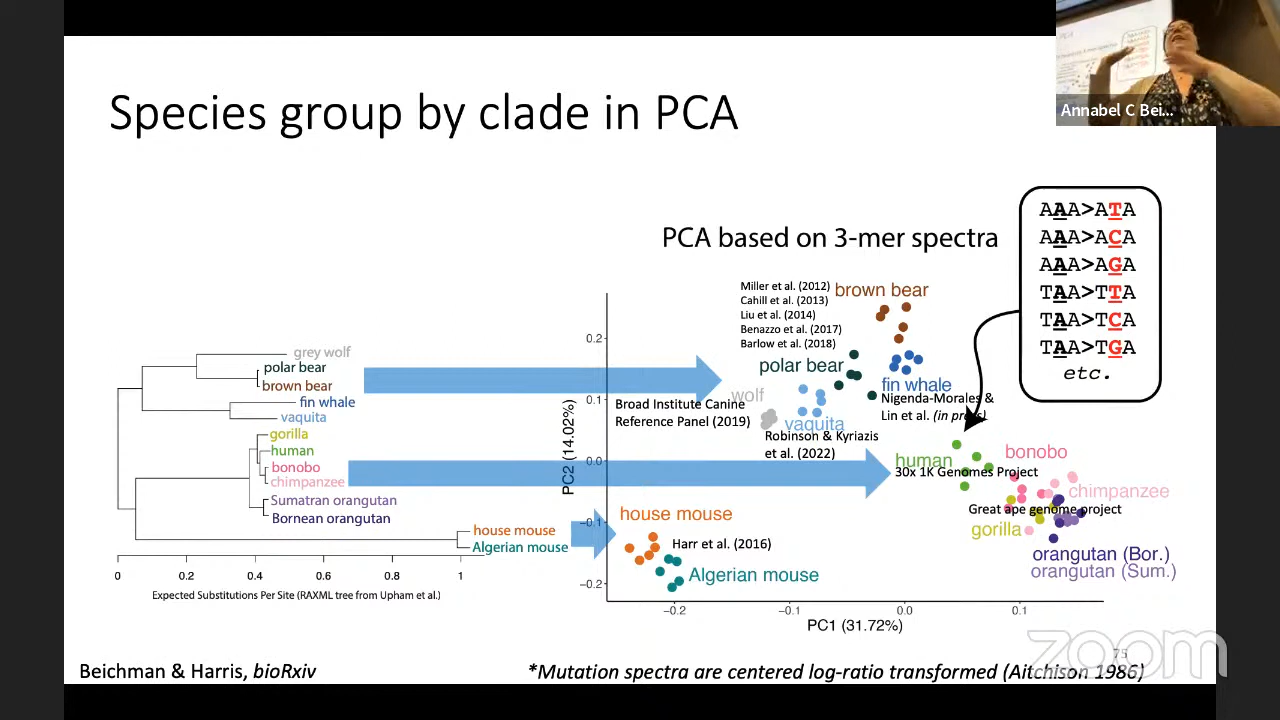 Annabel C Bei...
Species group by clade in PCA
PCA based on 3-mer spectra
AAA>ATA
AAA>ACA
AAA>AGA
TAA>TTA
TAA>TCA
TAA>TGA
etc.
grey wolf
polar bear
brown bear
fin whale
vaquita
gorilla
human
bonobo
chimpanzee
Sumatran orangutan
Bornean orangutan
house mouse
Algerian mouse
0
0.2
0.4
0.6
0.8
1
Expected Substitutions Per Site (RAXML tree from Upham et al.)
Miller et al. (2012)
Cahill et al. (2013)
Liu et al. (2014)
Benazzo et al. (2017)
Barlow et al. (2018)
brown bear
polar bear
fin whale
Nigenda-Morales &
Lin et al. (in press)
wolf
Broad Institute Canine
Reference Panel (2019)
vaquita
Robinson & Kyriazis
et al. (2022)
human
30x 1K Genomes Project
bonobo
chimpanzee
Great ape genome project
gorilla
orangutan (Bor.)
orangutan (Sum.)
house mouse
Harr et al. (2016)
Algerian mouse
PC2 (14.02%)
0.2
0.1
0.0
−0.1
−0.2
−0.2
−0.1
0.0
0.1
PC1 (31.72%)
zoom
75
Beichman & Harris, bioRxiv
*Mutation spectra are centered log-ratio transformed (Aitchison 1986)